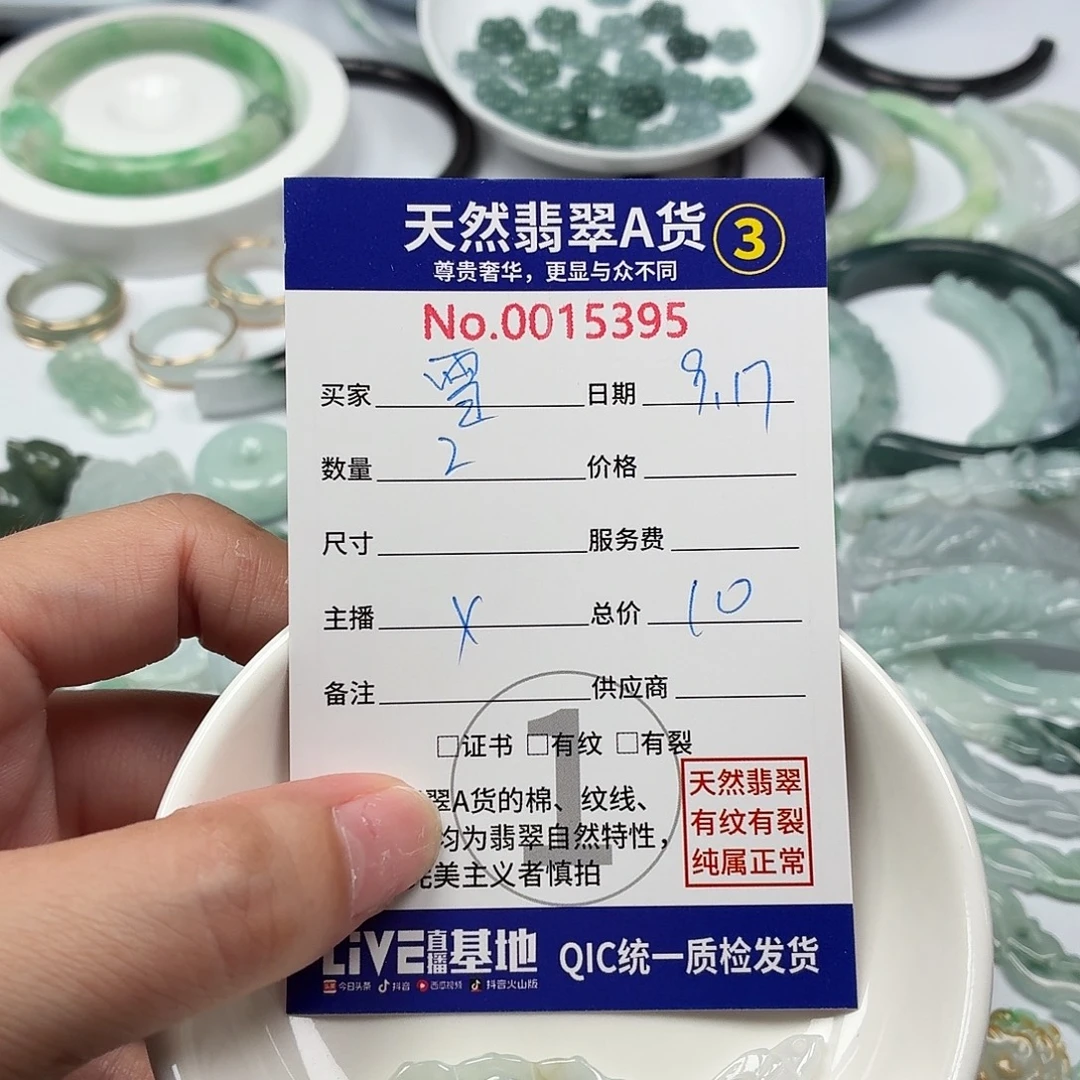 天然翡翠A货 3
尊贵奢华，更显与众不同
No.0015395
买家 雪 日期 9.17
数量 2 价格
尺寸 服务费
主播 X 总价 10
备注 供应商
□证书 □有纹 □有裂
1
翠A货的棉、纹线、
均为翡翠自然特性，
完美主义者慎拍
天然翡翠
有纹有裂
纯属正常
LiVE直播基地 QIC统一质检发货
今日头条 抖音 西瓜视频 抖音火山版